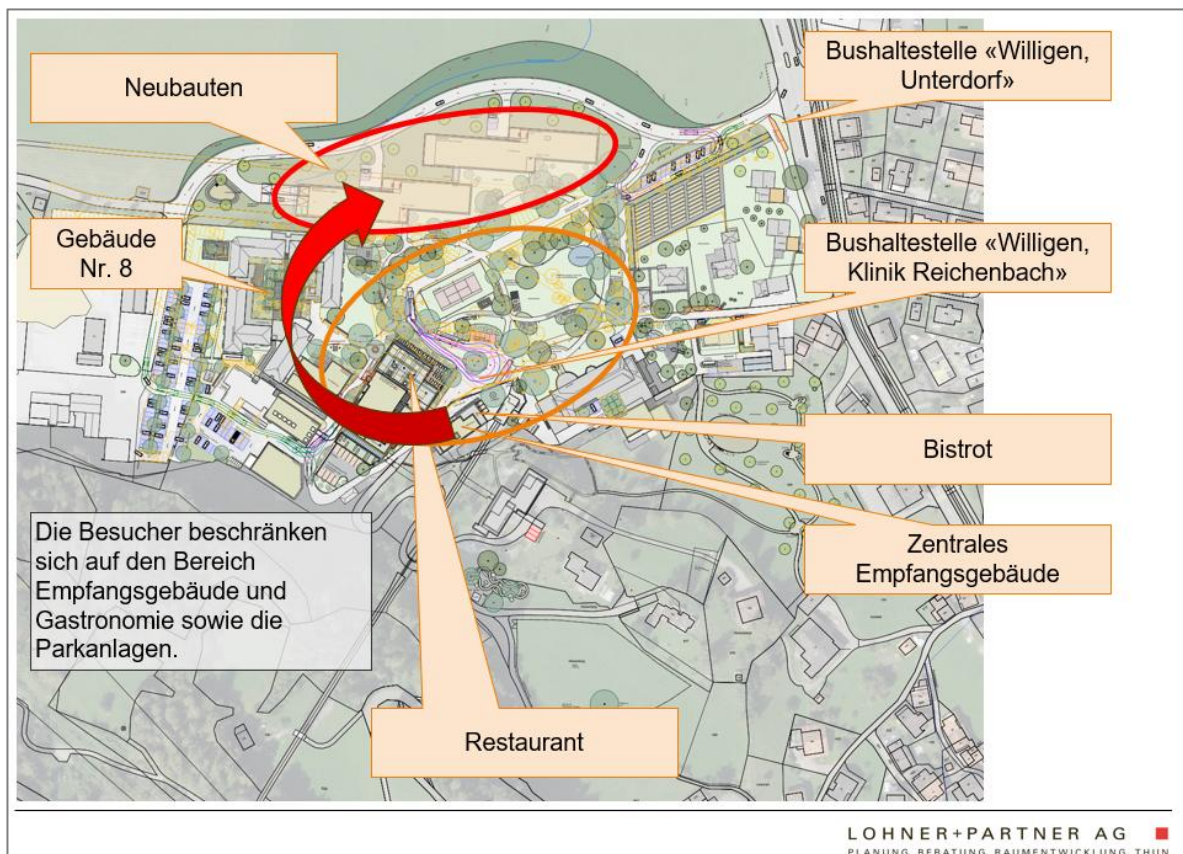 Neubauten
Bushaltestelle «Willigen,
Unterdorf»
Gebäude
Nr. 8
Bushaltestelle «Willigen,
Klinik Reichenbach»
Bistrot
Die Besucher beschränken
sich auf den Bereich
Empfangsgebäude und
Gastronomie sowie die
Parkanlagen.
Zentrales
Empfangsgebäude
Restaurant
LOHNER+PARTNER AG
PLANUNG BERATUNG RAUMENTWICKLUNG THUN